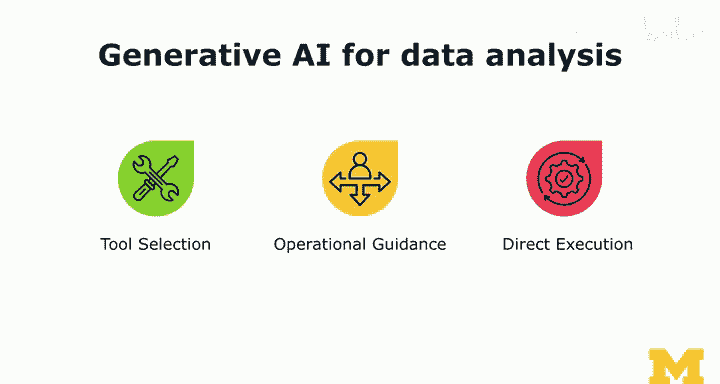 Generative AI for data analysis
Tool Selection
Operational Guidance
Direct Execution
M